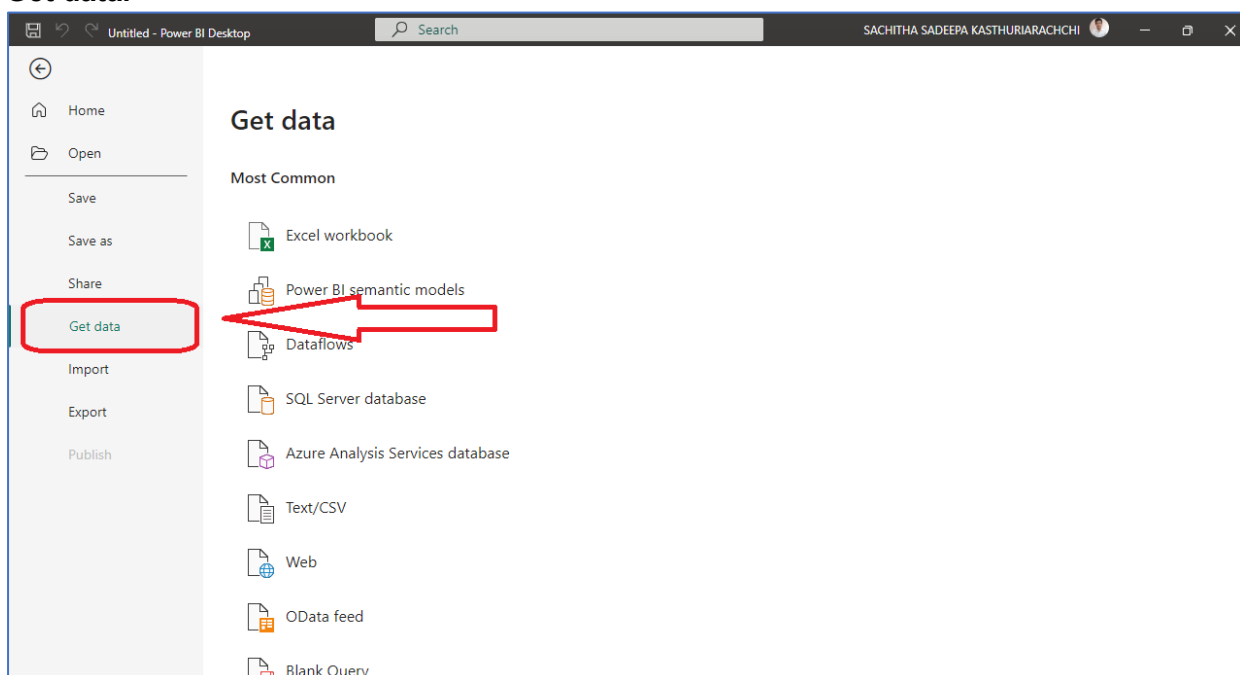 Get data.
Untitled - Power BI Desktop
Search
SACHITHA SADEEPA KASTHURIARACHCHI
Home
Open
Save
Save as
Share
Get data
Import
Export
Publish
Get data
Most Common
Excel workbook
Power BI semantic models
Dataflows
SQL Server database
Azure Analysis Services database
Text/CSV
Web
OData feed
Blank Query